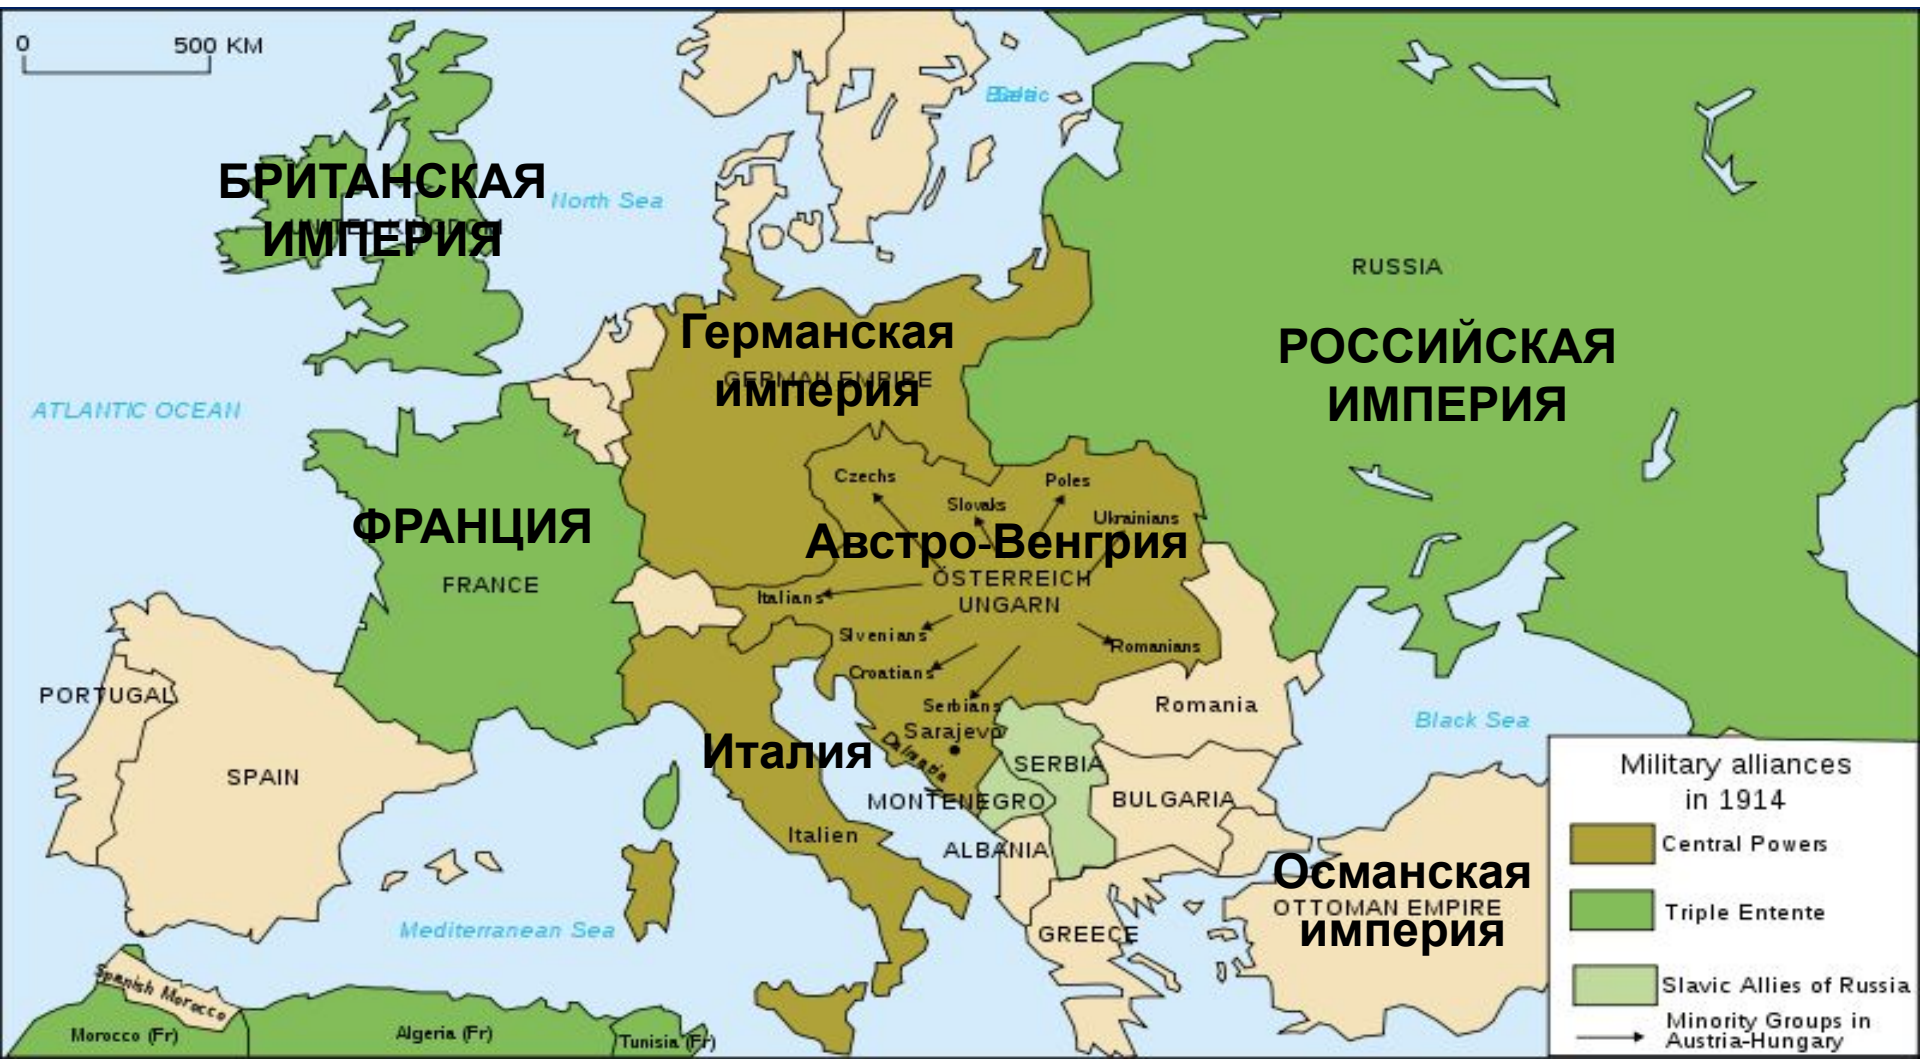 0 500 KM
Baltic
БРИТАНСКАЯ
ИМПЕРИЯ
UNITED KINGDOM
North Sea
RUSSIA
РОССИЙСКАЯ
ИМПЕРИЯ
Германская
империя
GERMAN EMPIRE
ATLANTIC OCEAN
Czechs
Slovaks
Poles
Ukrainians
ФРАНЦИЯ
FRANCE
Австро-Венгрия
ÖSTERREICH
UNGARN
Italians
Slvenians
Croatians
Serbians
Romanians
Sarajevo
Dalmatia
PORTUGAL
SPAIN
Италия
Italien
SERBIA
MONTENEGRO
ALBANIA
Romania
BULGARIA
Black Sea
GREECE
Османская
империя
OTTOMAN EMPIRE
Mediterranean Sea
Spanish Morocco
Morocco (Fr)
Algeria (Fr)
Tunisia (Fr)
Military alliances
in 1914
Central Powers
Triple Entente
Slavic Allies of Russia
Minority Groups in
Austria-Hungary